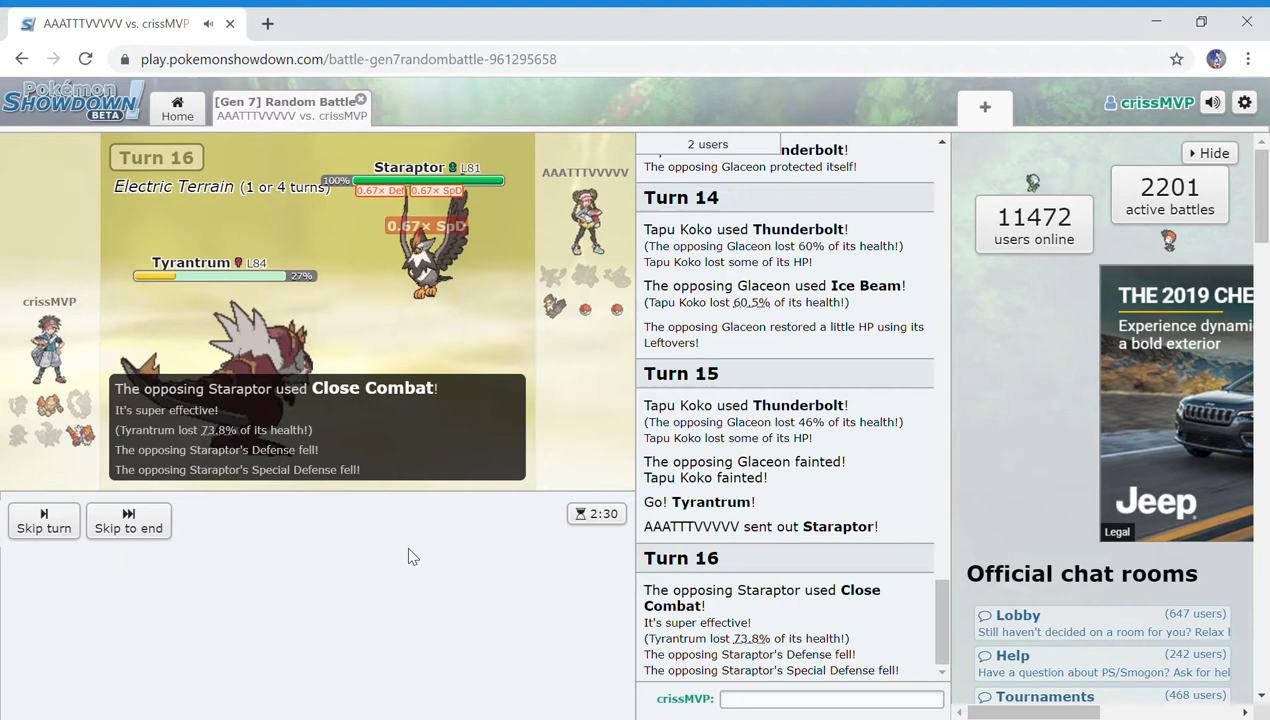 AAATTTVVVVV vs. crissMVP
play.pokemonshowdown.com/battle-gen7randombattle-961295658
Pokémon
SHOWDOWN!
BETA
Home
[Gen 7] Random Battle
AAATTTVVVVV vs. crissMVP
crissMVP
Turn 16
Electric Terrain (1 or 4 turns)
Staraptor L81
100%
0.67× Def 0.67× SpD
0.67× SpD
Tyrantrum L84
27%
crissMVP
AAATTTVVVVV
The opposing Staraptor used Close Combat!
It's super effective!
(Tyrantrum lost 73.8% of its health!)
The opposing Staraptor's Defense fell!
The opposing Staraptor's Special Defense fell!
Skip turn
Skip to end
2:30
2 users
nderbolt!
The opposing Glaceon protected itself!
Turn 14
Tapu Koko used Thunderbolt!
(The opposing Glaceon lost 60% of its health!)
Tapu Koko lost some of its HP!
The opposing Glaceon used Ice Beam!
(Tapu Koko lost 60.5% of its health!)
The opposing Glaceon restored a little HP using its
Leftovers!
Turn 15
Tapu Koko used Thunderbolt!
(The opposing Glaceon lost 46% of its health!)
Tapu Koko lost some of its HP!
The opposing Glaceon fainted!
Tapu Koko fainted!
Go! Tyrantrum!
AAATTTVVVVV sent out Staraptor!
Turn 16
The opposing Staraptor used Close
Combat!
It's super effective!
(Tyrantrum lost 73.8% of its health!)
The opposing Staraptor's Defense fell!
The opposing Staraptor's Special Defense fell!
crissMVP:
Hide
11472
users online
2201
active battles
THE 2019 CHE
Experience dynami
a bold exterior
Jeep
Legal
Official chat rooms
Lobby (647 users)
Still haven't decided on a room for you? Relax
Help (242 users)
Have a question about PS/Smogon? Ask for hel
Tournaments (468 users)